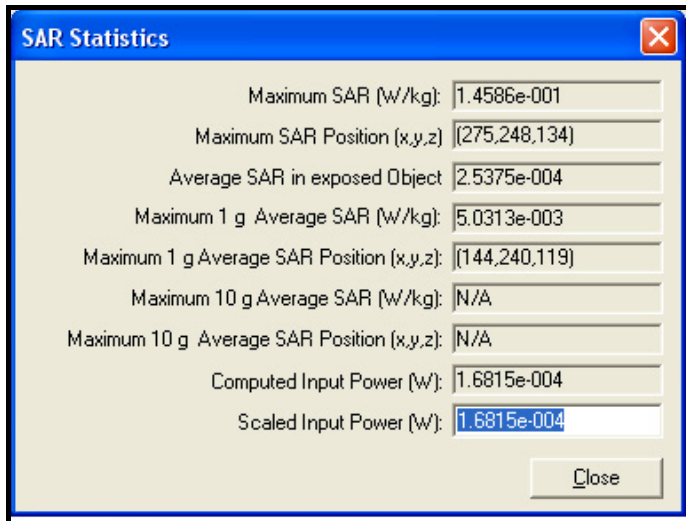 SAR Statistics
Maximum SAR (W/kg): 1.4586e-001
Maximum SAR Position (x,y,z) (275,248,134)
Average SAR in exposed Object 2.5375e-004
Maximum 1 g Average SAR (W/kg): 5.0313e-003
Maximum 1 g Average SAR Position (x,y,z): (144,240,119)
Maximum 10 g Average SAR (W/kg): N/A
Maximum 10 g Average SAR Position (x,y,z): N/A
Computed Input Power (W): 1.6815e-004
Scaled Input Power (W): 1.6815e-004
Close